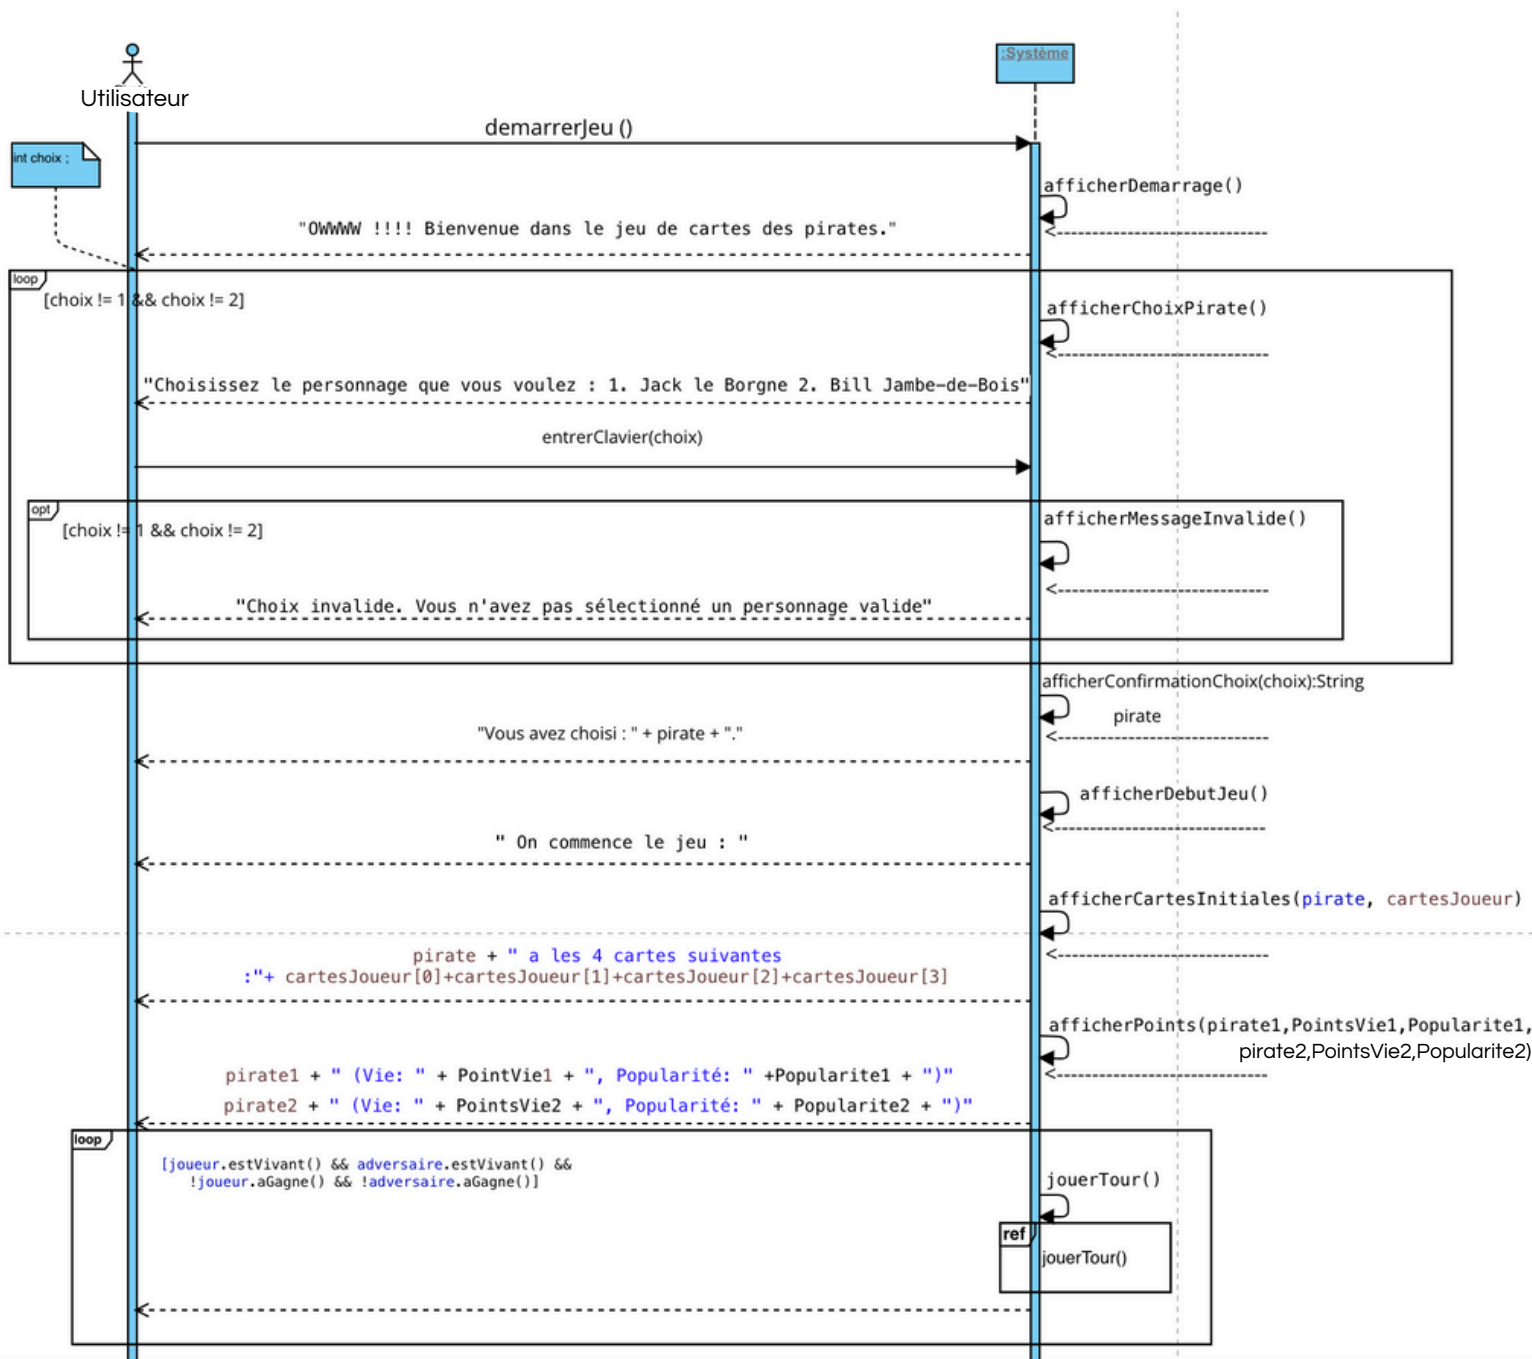 :Système
Utilisateur
demarrerJeu ()
int choix ;
afficherDemarrage()
"OWWWW !!!! Bienvenue dans le jeu de cartes des pirates."
loop
[choix != 1 && choix != 2]
afficherChoixPirate()
"Choisissez le personnage que vous voulez : 1. Jack le Borgne 2. Bill Jambe-de-Bois"
entrerClavier(choix)
opt
[choix != 1 && choix != 2]
afficherMessageInvalide()
"Choix invalide. Vous n'avez pas sélectionné un personnage valide"
afficherConfirmationChoix(choix):String
pirate
"Vous avez choisi : " + pirate + "."
afficherDebutJeu()
" On commence le jeu : "
afficherCartesInitiales(pirate, cartesJoueur)
pirate + " a les 4 cartes suivantes
:"+ cartesJoueur[0]+cartesJoueur[1]+cartesJoueur[2]+cartesJoueur[3]
afficherPoints(pirate1,PointsVie1,Popularite1,
pirate2,PointsVie2,Popularite2)
pirate1 + " (Vie: " + PointVie1 + ", Popularité: " +Popularite1 + ")"
pirate2 + " (Vie: " + PointsVie2 + ", Popularité: " + Popularite2 + ")"
loop
[joueur.estVivant() && adversaire.estVivant() &&
!joueur.aGagne() && !adversaire.aGagne()]
jouerTour()
ref
jouerTour()